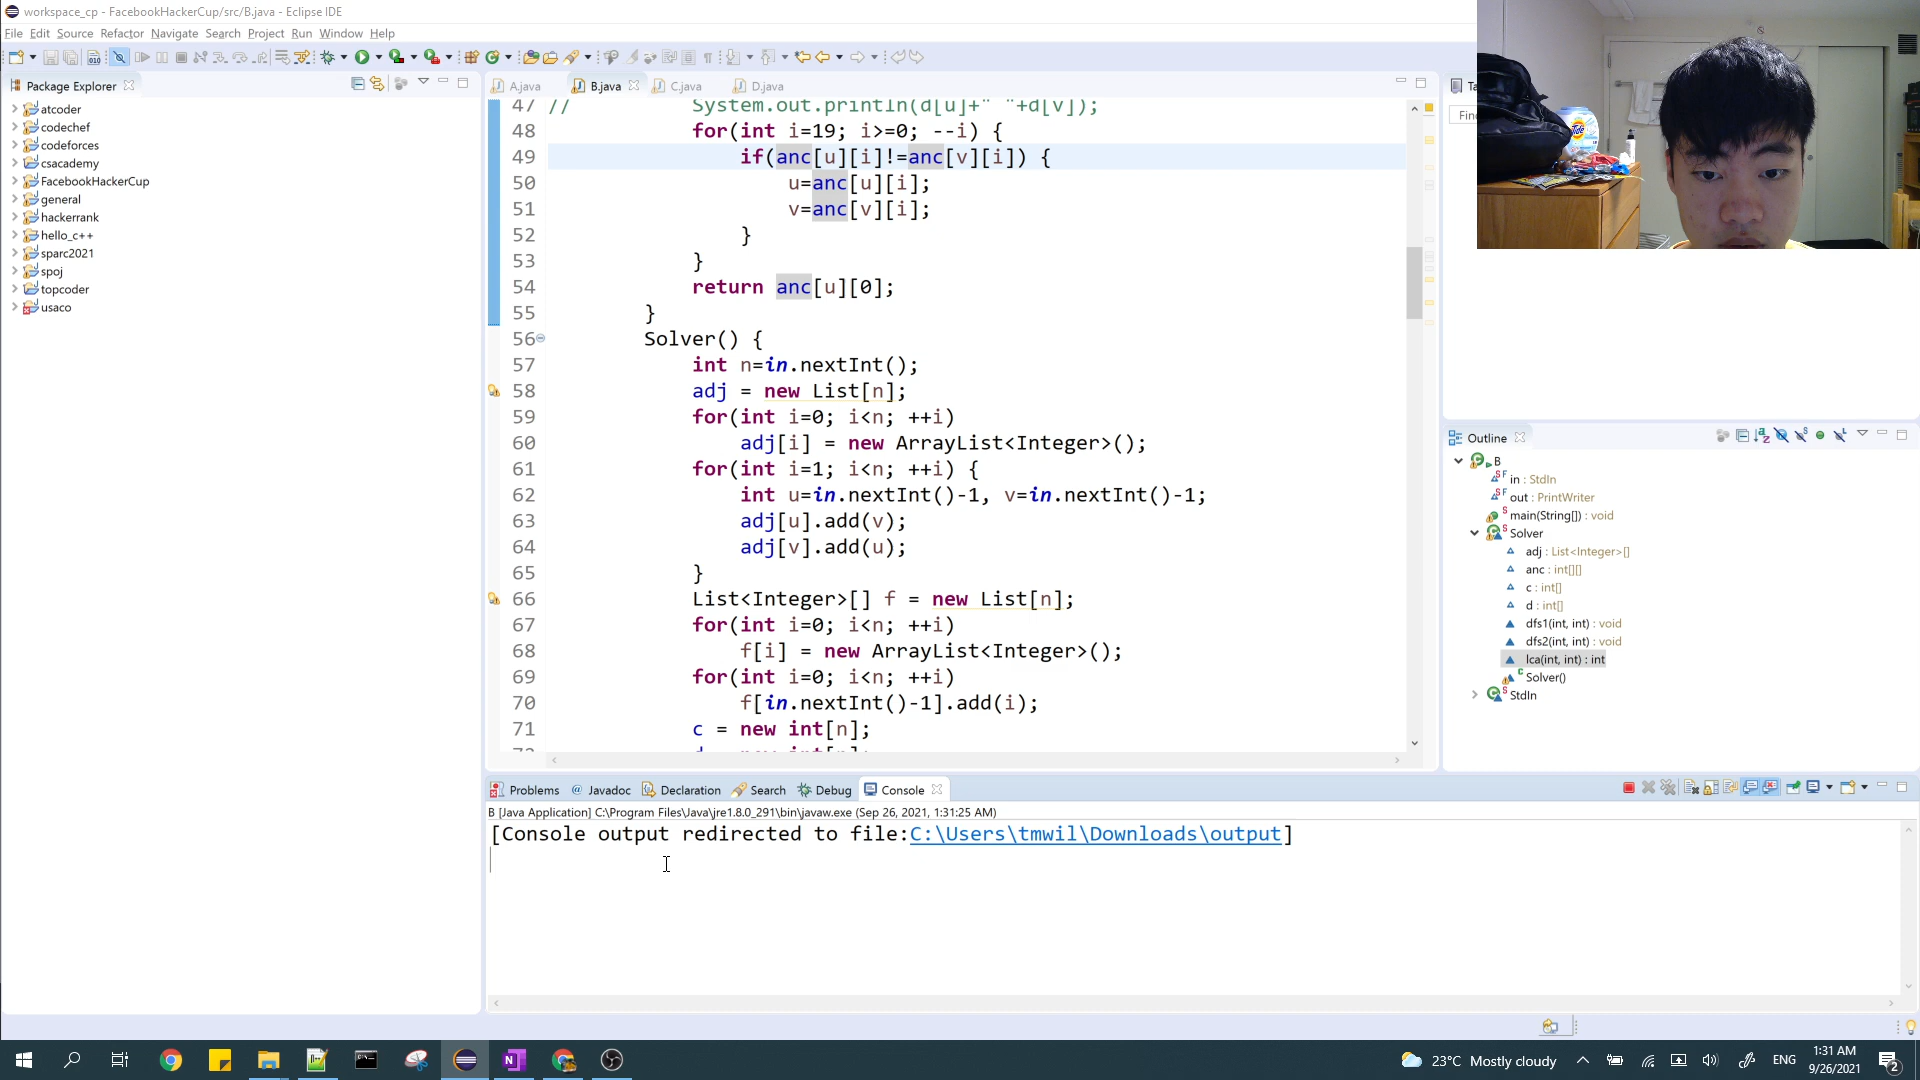 workspace_cp - FacebookHackerCup/src/B.java - Eclipse IDE
File Edit Source Refactor Navigate Search Project Run Window Help
Package Explorer
atcoder
codechef
codeforces
csacademy
FacebookHackerCup
general
hackerrank
hello_c++
sparc2021
spoj
topcoder
usaco
A.java B.java C.java D.java
47 // System.out.println(d[u]+" "+d[v]);
48 for(int i=19; i>=0; --i) {
49 if(anc[u][i]!=anc[v][i]) {
50 u=anc[u][i];
51 v=anc[v][i];
52 }
53 }
54 return anc[u][0];
55 }
56 Solver() {
57 int n=in.nextInt();
58 adj = new List[n];
59 for(int i=0; i<n; ++i)
60 adj[i] = new ArrayList<Integer>();
61 for(int i=1; i<n; ++i) {
62 int u=in.nextInt()-1, v=in.nextInt()-1;
63 adj[u].add(v);
64 adj[v].add(u);
65 }
66 List<Integer>[] f = new List[n];
67 for(int i=0; i<n; ++i)
68 f[i] = new ArrayList<Integer>();
69 for(int i=0; i<n; ++i)
70 f[in.nextInt()-1].add(i);
71 c = new int[n];
Tide
Outline
B
in : StdIn
out : PrintWriter
main(String[]) : void
Solver
adj : List<Integer>[]
anc : int[][]
c : int[]
d : int[]
dfs1(int, int) : void
dfs2(int, int) : void
lca(int, int) : int
Solver()
StdIn
Problems @ Javadoc Declaration Search Debug Console
B [Java Application] C:\Program Files\Java\jre1.8.0_291\bin\javaw.exe (Sep 26, 2021, 1:31:25 AM)
[Console output redirected to file:C:\Users\tmwil\Downloads\output]
23°C Mostly cloudy
ENG
1:31 AM
9/26/2021
2